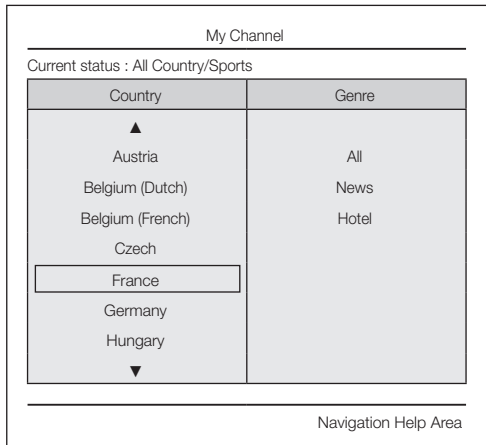 My Channel
Current status : All Country/Sports
Country Genre
▲
Austria All
Belgium (Dutch) News
Belgium (French) Hotel
Czech
France
Germany
Hungary
▼
Navigation Help Area